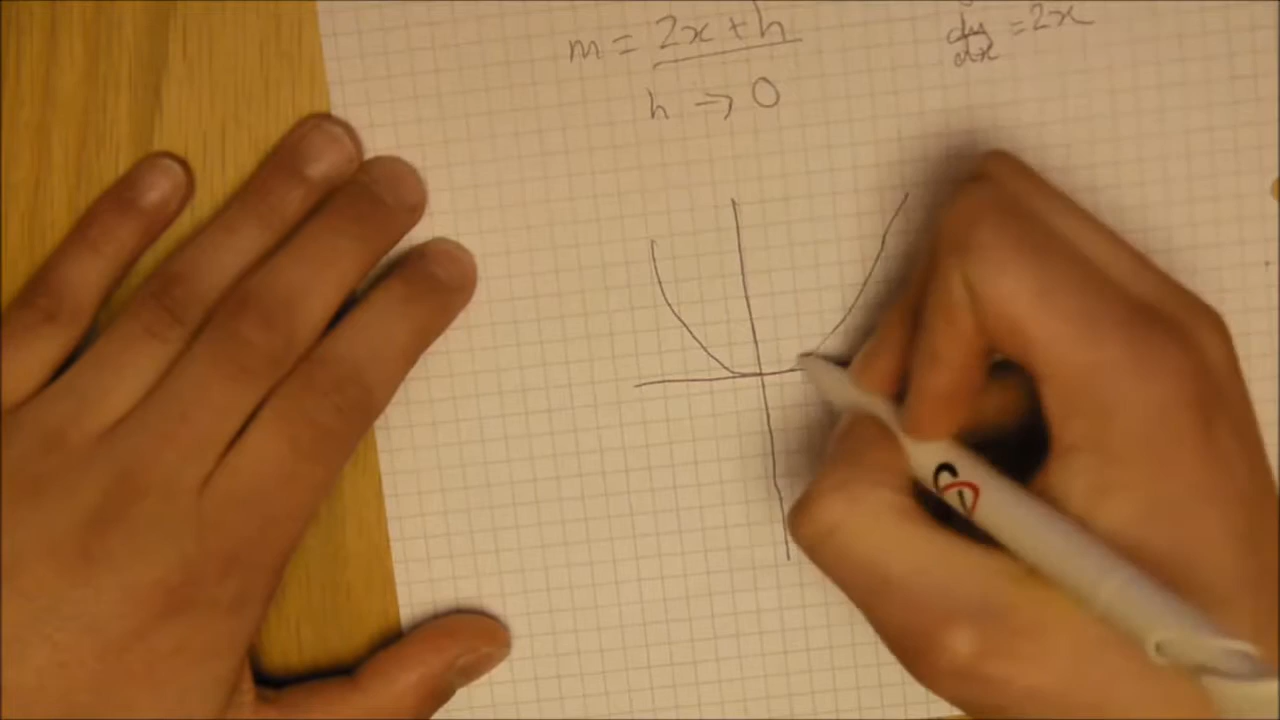 m = 2x + h
h → 0
dy/dx = 2x